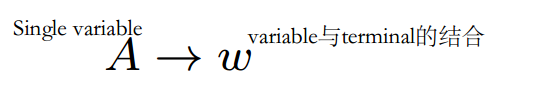 Single variable
A → w
variable与terminal的结合